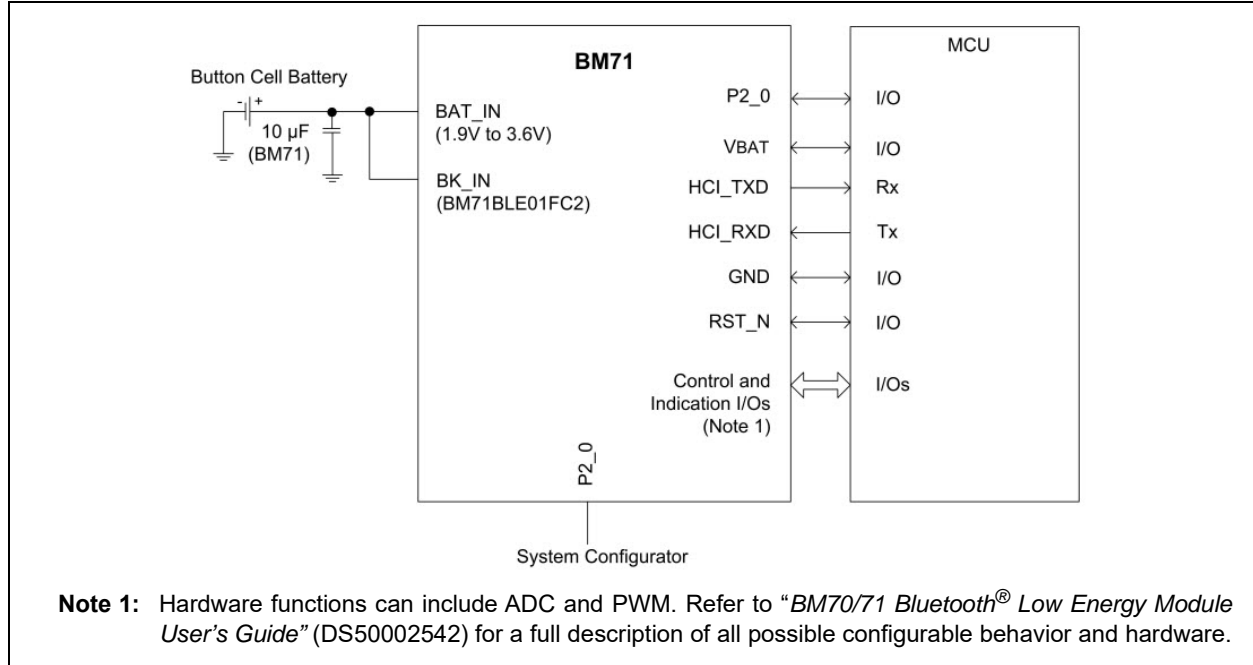 BM71
MCU
Button Cell Battery
- +
10 µF
(BM71)
BAT_IN
(1.9V to 3.6V)
BK_IN
(BM71BLE01FC2)
P2_0
I/O
VBAT
I/O
HCI_TXD
Rx
HCI_RXD
Tx
GND
I/O
RST_N
I/O
Control and
Indication I/Os
(Note 1)
I/Os
P2_0
System Configurator
Note 1: Hardware functions can include ADC and PWM. Refer to “BM70/71 Bluetooth® Low Energy Module
User's Guide” (DS50002542) for a full description of all possible configurable behavior and hardware.